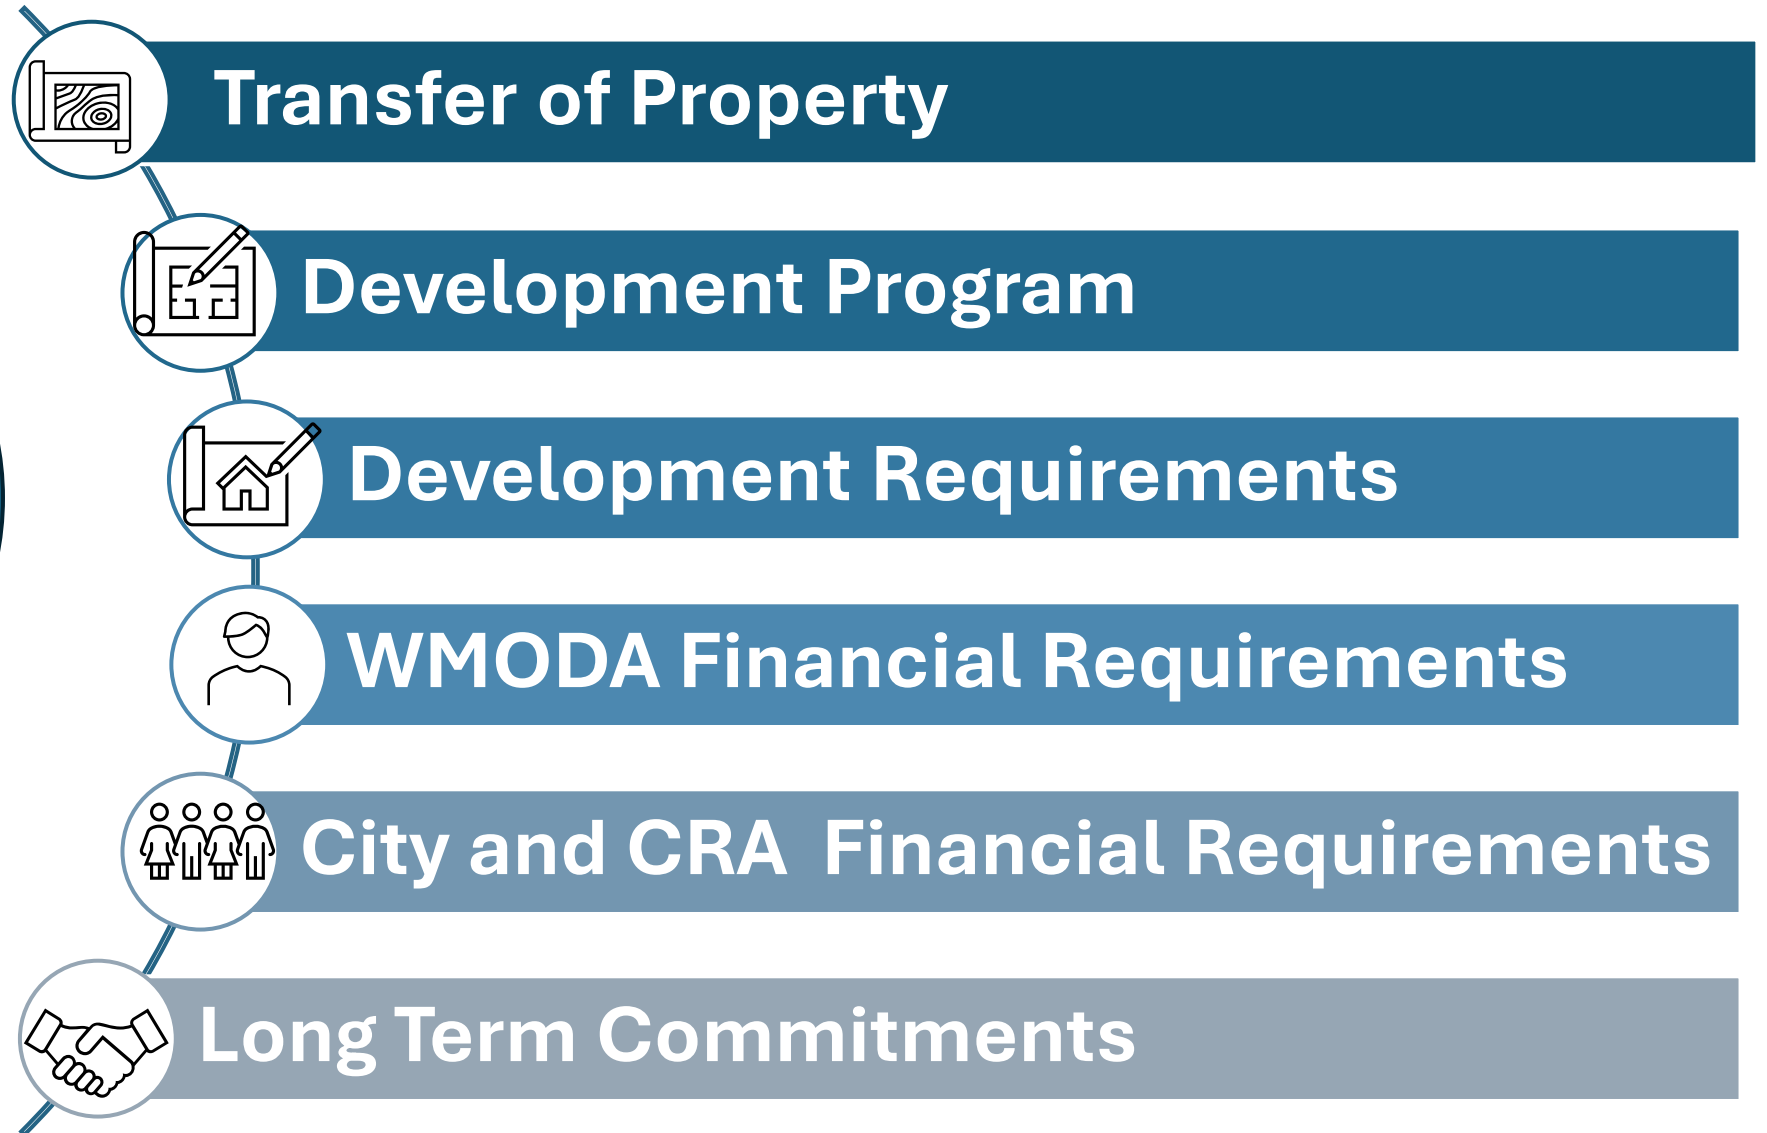 Transfer of Property
Development Program
Development Requirements
WMODA Financial Requirements
City and CRA  Financial Requirements
Long Term Commitments